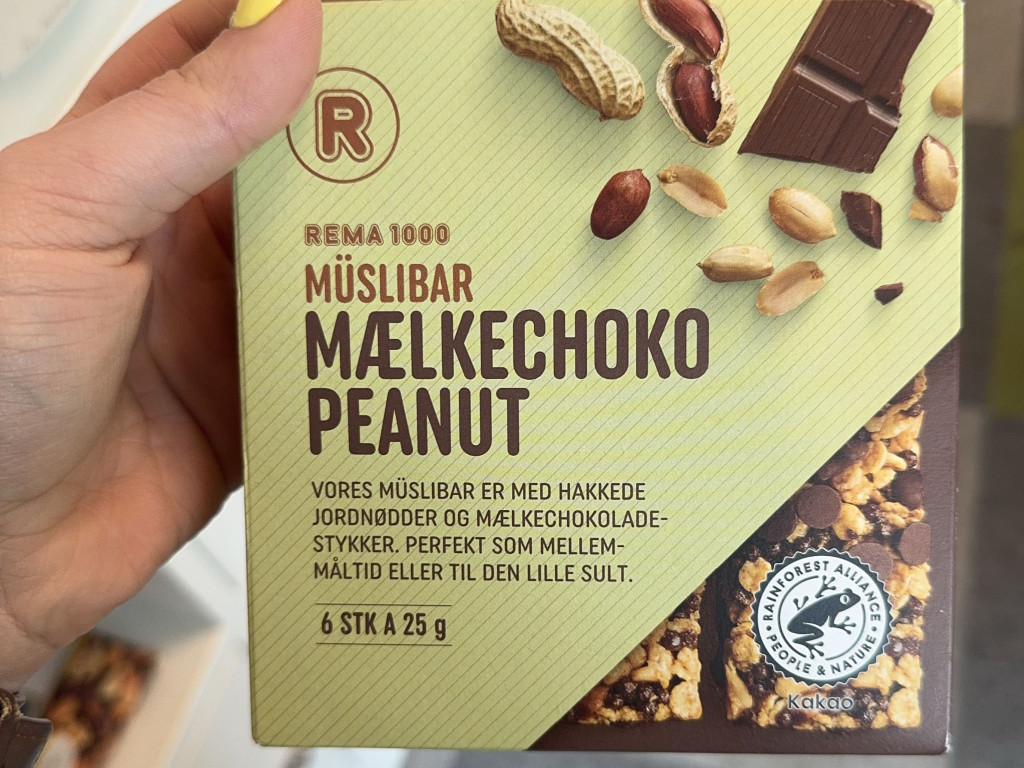 R
REMA 1000
MÜSLIBAR
MÆLKECHOKO
PEANUT
VORES MÜSLIBAR ER MED HAKKEDE
JORDNØDDER OG MÆLKECHOKOLADE-
STYKKER. PERFEKT SOM MELLEM-
MÅLTID ELLER TIL DEN LILLE SULT.
6 STK A 25 g
RAINFOREST ALLIANCE
PEOPLE & NATURE
Kakao